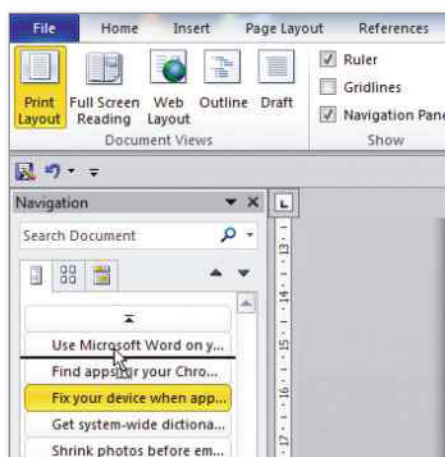 File Home Insert Page Layout References
Ruler
Gridlines
Navigation Pane
Print Layout
Full Screen Reading
Web Layout
Outline
Draft
Document Views
Show
Navigation
Search Document
Use Microsoft Word on y...
Find apps for your Chro...
Fix your device when app...
Get system-wide dictiona...
Shrink photos before em...
L
13
14
15
16
17